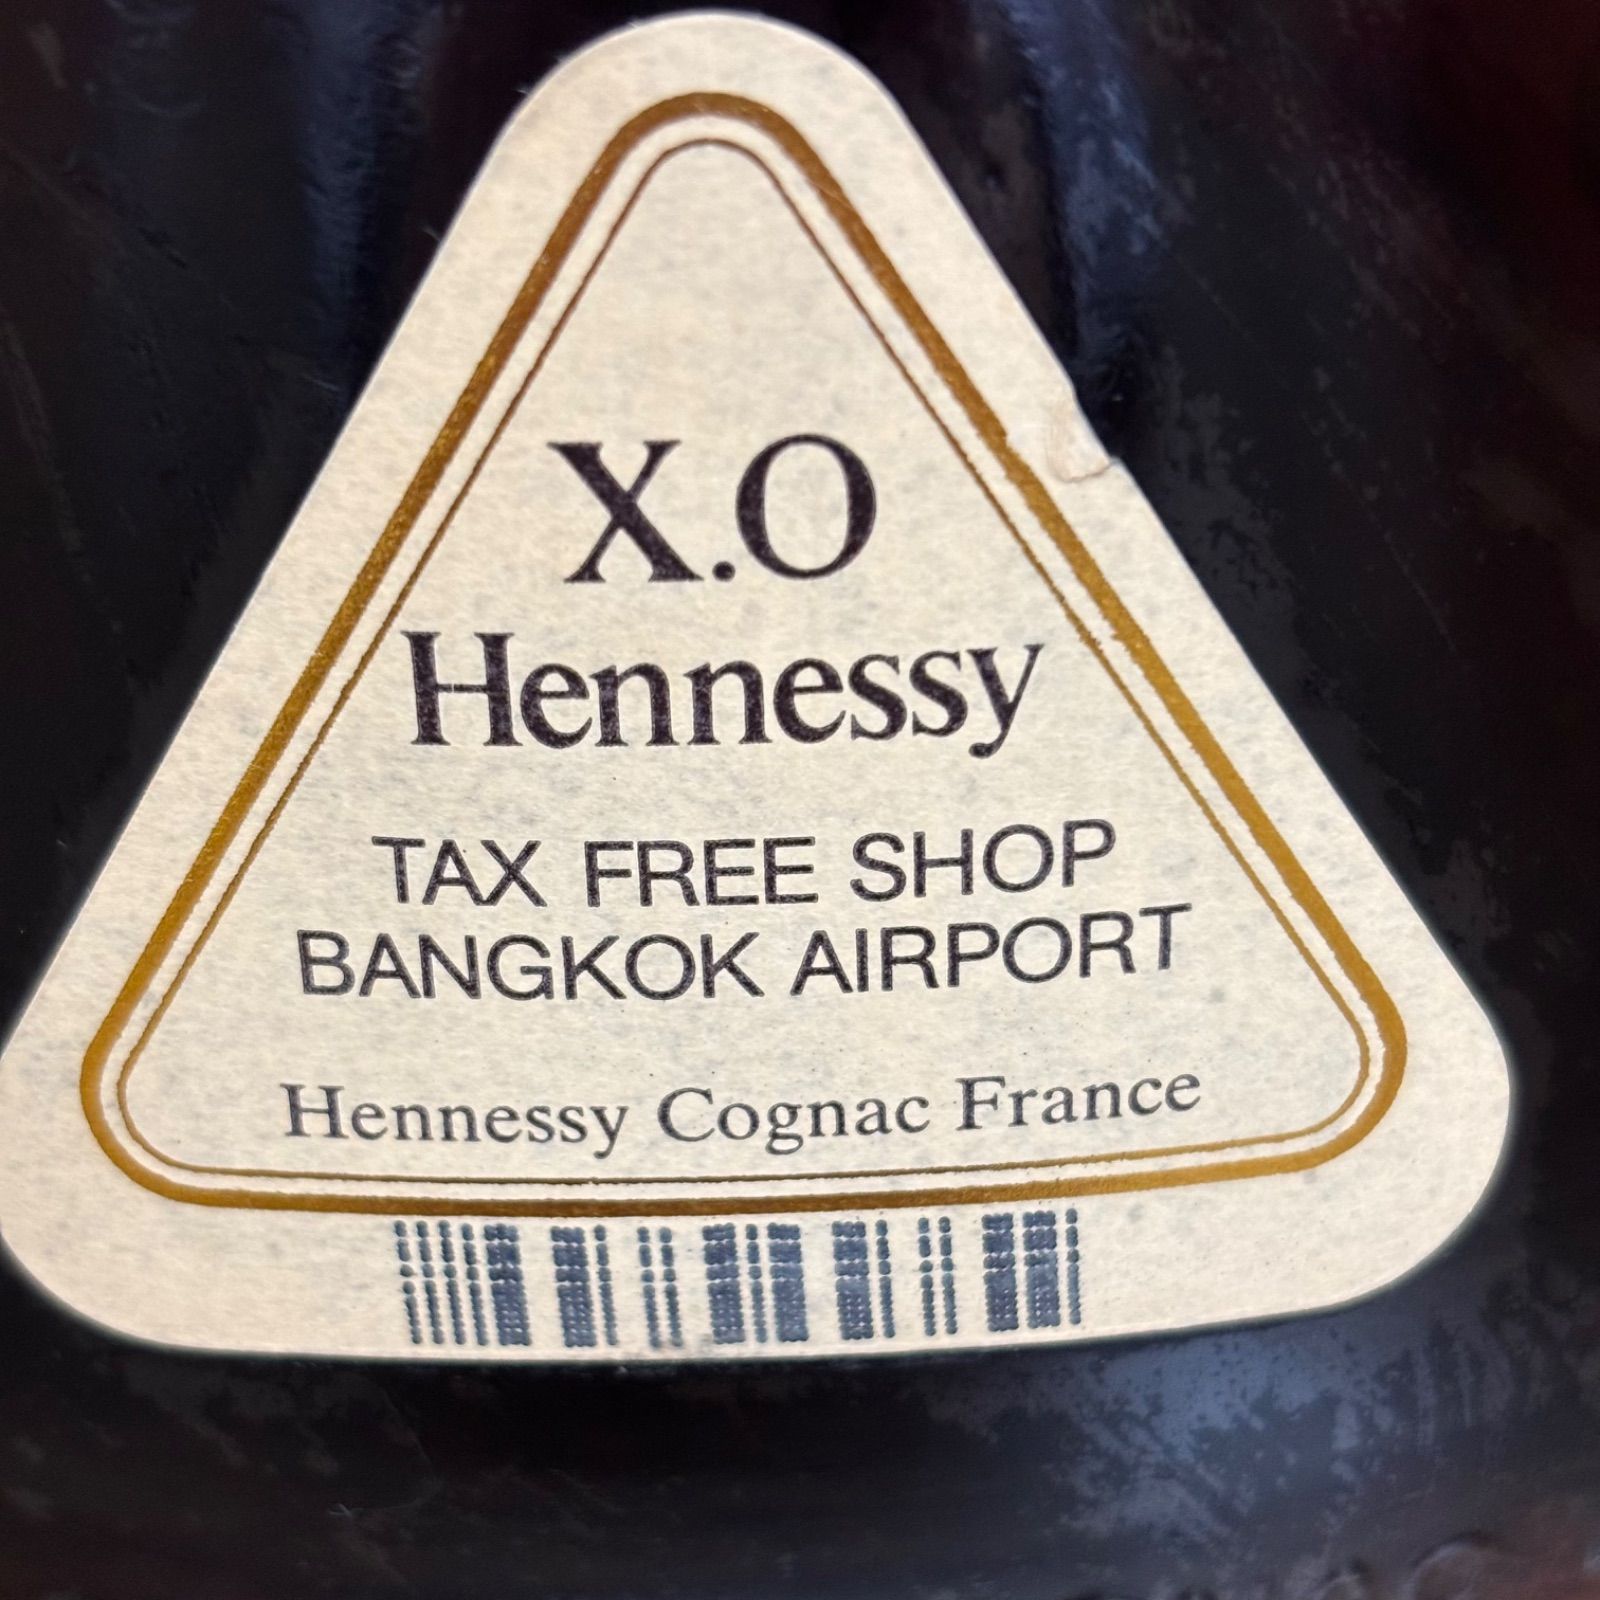 X.O
Hennessy
TAX FREE SHOP
BANGKOK AIRPORT
Hennessy Cognac France